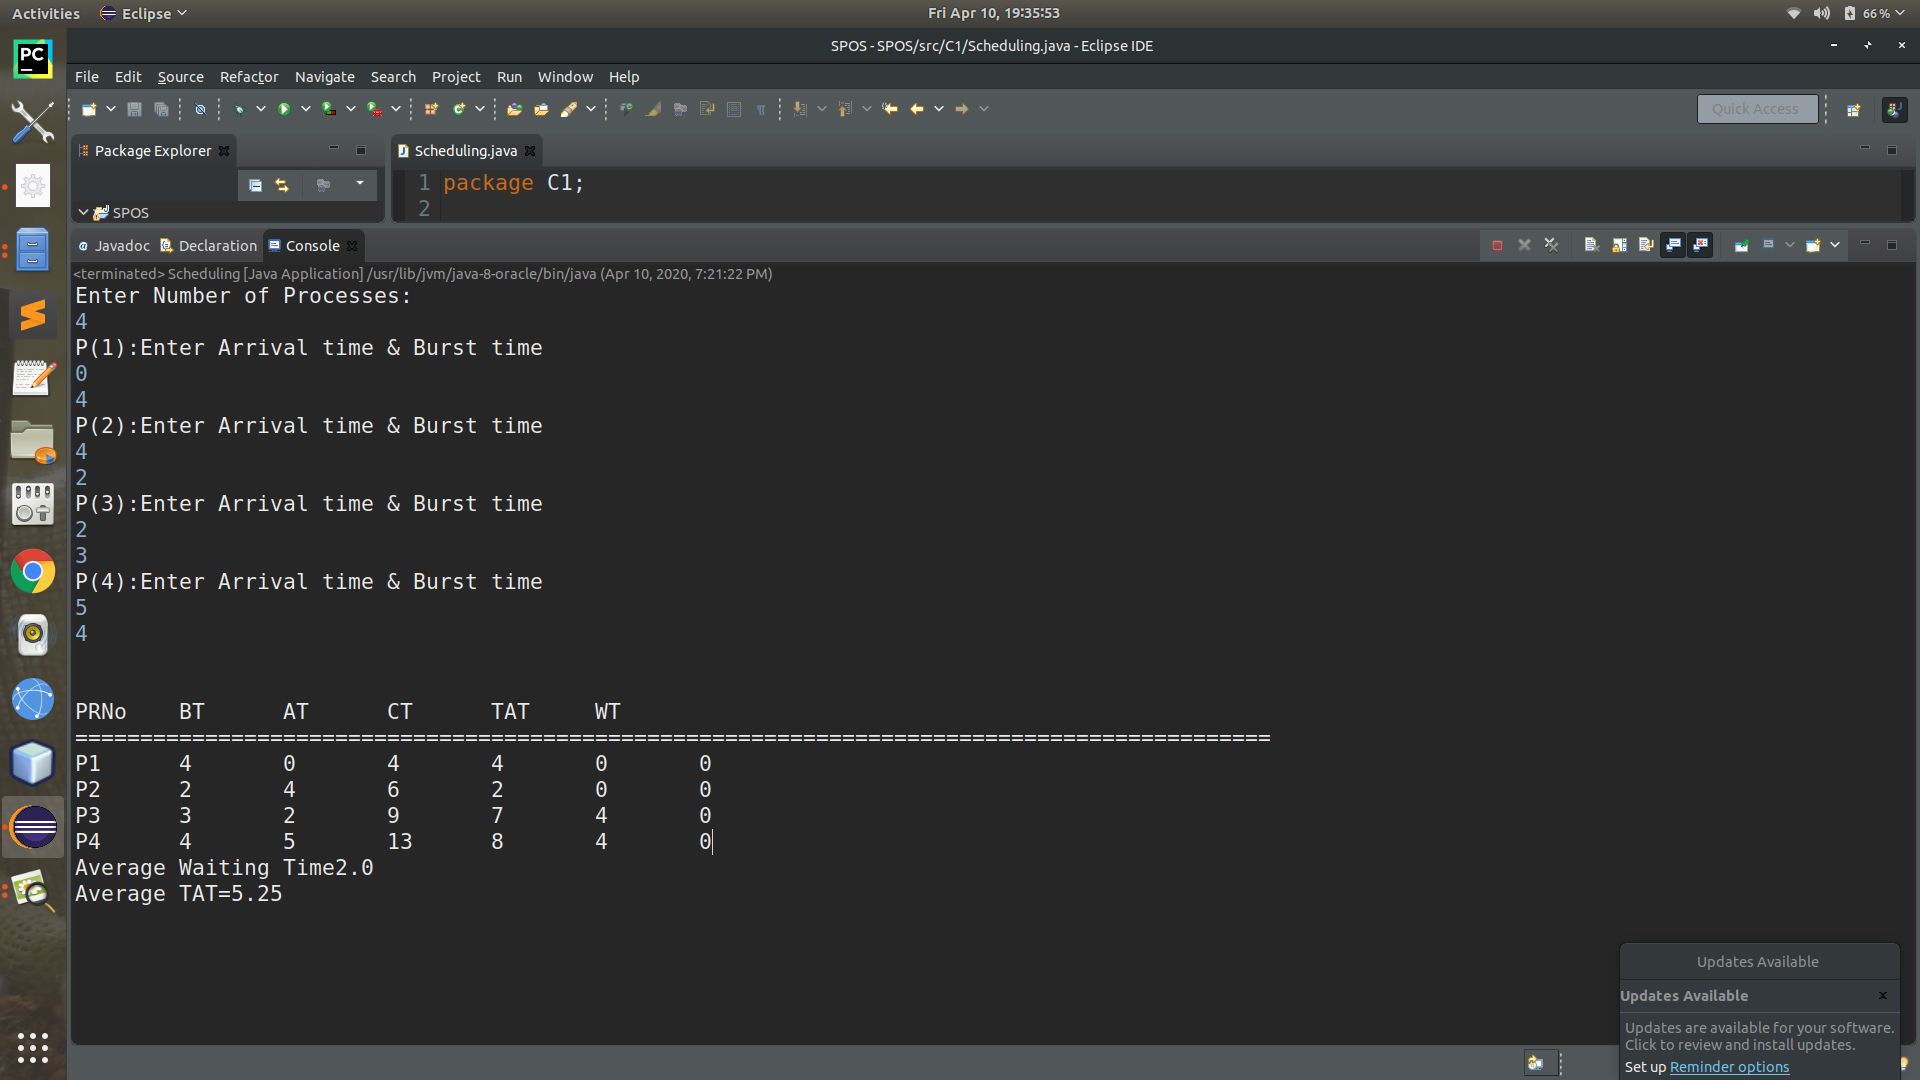 Activities Eclipse Fri Apr 10, 19:35:53 66 %
SPOS - SPOS/src/C1/Scheduling.java - Eclipse IDE
PC
File Edit Source Refactor Navigate Search Project Run Window Help
Quick Access
Package Explorer Scheduling.java
1 package C1;
2
SPOS
Javadoc Declaration Console
<terminated> Scheduling [Java Application] /usr/lib/jvm/java-8-oracle/bin/java (Apr 10, 2020, 7:21:22 PM)
Enter Number of Processes:
4
P(1):Enter Arrival time & Burst time
0
4
P(2):Enter Arrival time & Burst time
4
2
P(3):Enter Arrival time & Burst time
2
3
P(4):Enter Arrival time & Burst time
5
4
PRNo BT AT CT TAT WT
============================================================================================
P1 4 0 4 4 0 0
P2 2 4 6 2 0 0
P3 3 2 9 7 4 0
P4 4 5 13 8 4 0
Average Waiting Time2.0
Average TAT=5.25
Updates Available
Updates Available
Updates are available for your software.
Click to review and install updates.
Set up Reminder options